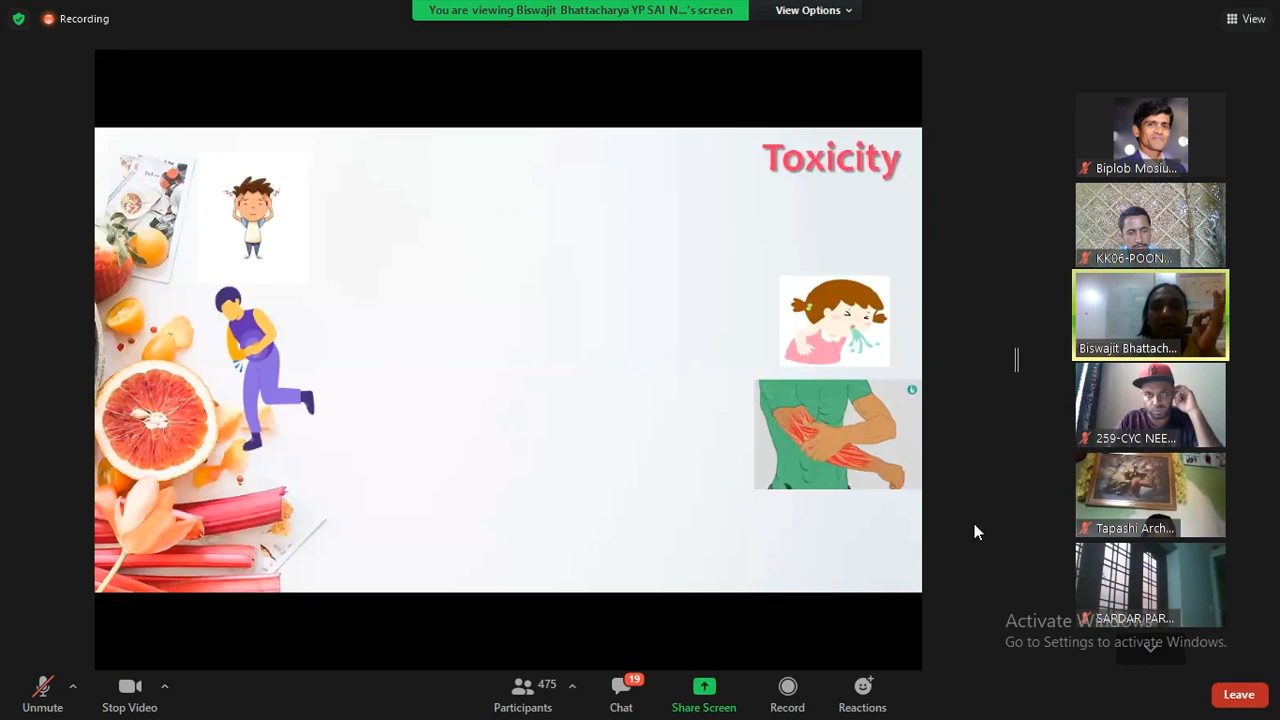 Recording
You are viewing Biswajit Bhattacharya YP SAI N...'s screen
View Options
View
Toxicity
Biplob Mosiu...
KK06-POON...
Biswajit Bhattach...
259-CYC NEE...
Tapashi Arch...
SARDAR PAR...
Activate Windows
Go to Settings to activate Windows.
Unmute
Stop Video
475
Participants
19
Chat
Share Screen
Record
Reactions
Leave